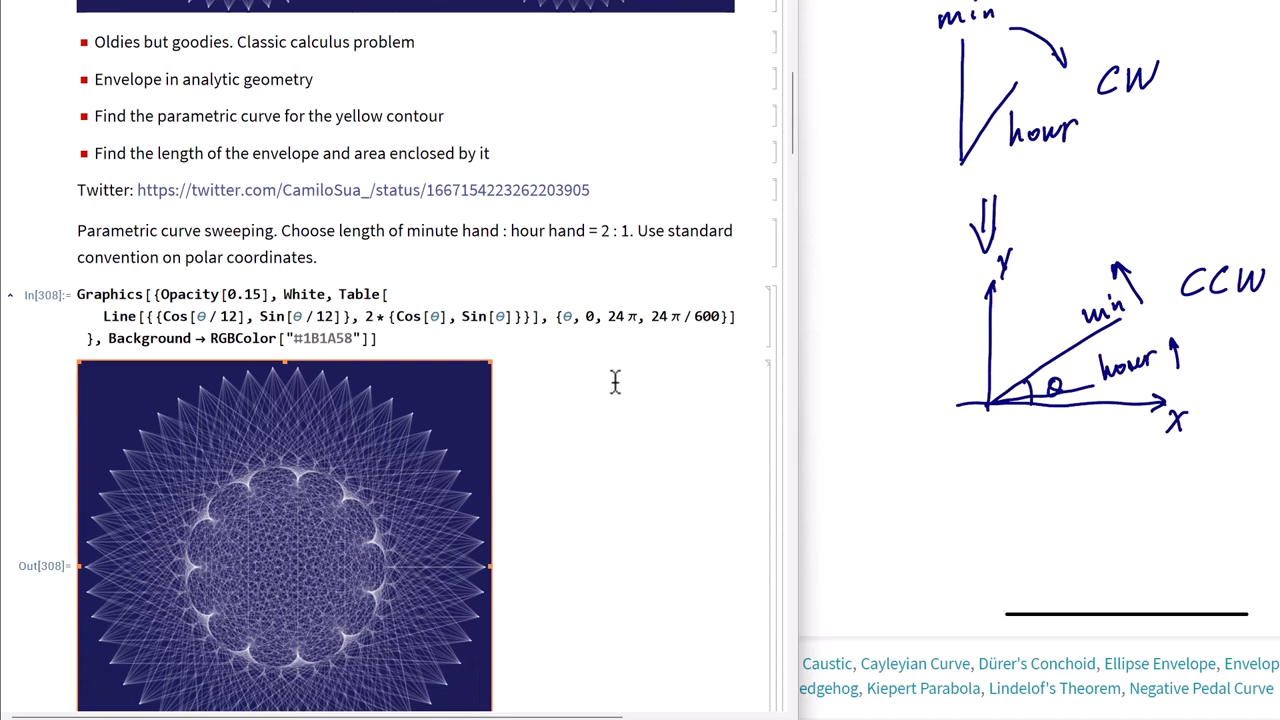 Oldies but goodies. Classic calculus problem
Envelope in analytic geometry
Find the parametric curve for the yellow contour
Find the length of the envelope and area enclosed by it
Twitter: https://twitter.com/CamiloSua_/status/1667154223262203905
Parametric curve sweeping. Choose length of minute hand : hour hand = 2 : 1. Use standard
convention on polar coordinates.
In[308]:= Graphics[{Opacity[0.15], White, Table[
Line[{{Cos[θ / 12], Sin[θ / 12]}, 2 * {Cos[θ], Sin[θ]}}], {θ, 0, 24 π, 24 π / 600}]
}, Background → RGBColor["#1B1A58"]]
Out[308]=
min
CW
hour
y
CCW
min
hour
θ
x
Caustic, Cayleyian Curve, Dürer's Conchoid, Ellipse Envelope, Envelop
edgehog, Kiepert Parabola, Lindelof's Theorem, Negative Pedal Curve